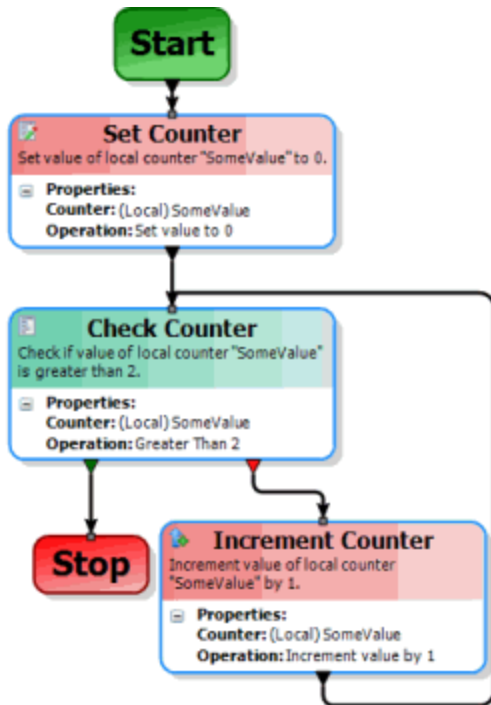 Start
Set Counter
Set value of local counter "SomeValue" to 0.
Properties:
Counter: (Local) SomeValue
Operation: Set value to 0
Check Counter
Check if value of local counter "SomeValue"
is greater than 2.
Properties:
Counter: (Local) SomeValue
Operation: Greater Than 2
Stop
Increment Counter
Increment value of local counter
"SomeValue" by 1.
Properties:
Counter: (Local) SomeValue
Operation: Increment value by 1